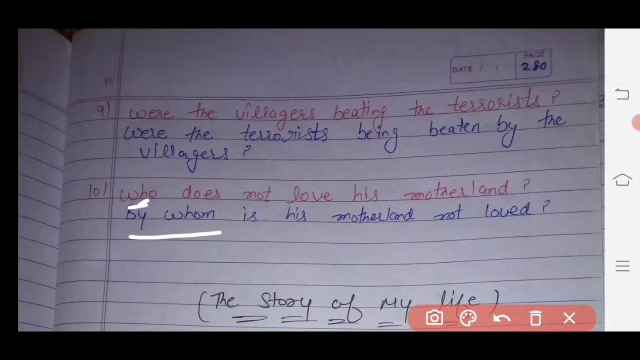 DATE / /
PAGE
280
9) Were the villagers beating the terrorists?
Were the terrorists being beaten by the
villagers?
10) Who does not love his motherland?
By whom is his motherland not loved?
(The Story of My life)